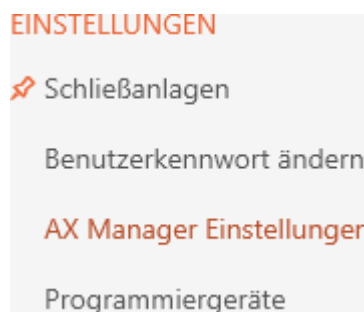 EINSTELLUNGEN
Schließanlagen
Benutzerkennwort ändern
AX Manager Einstellungen
Programmiergeräte